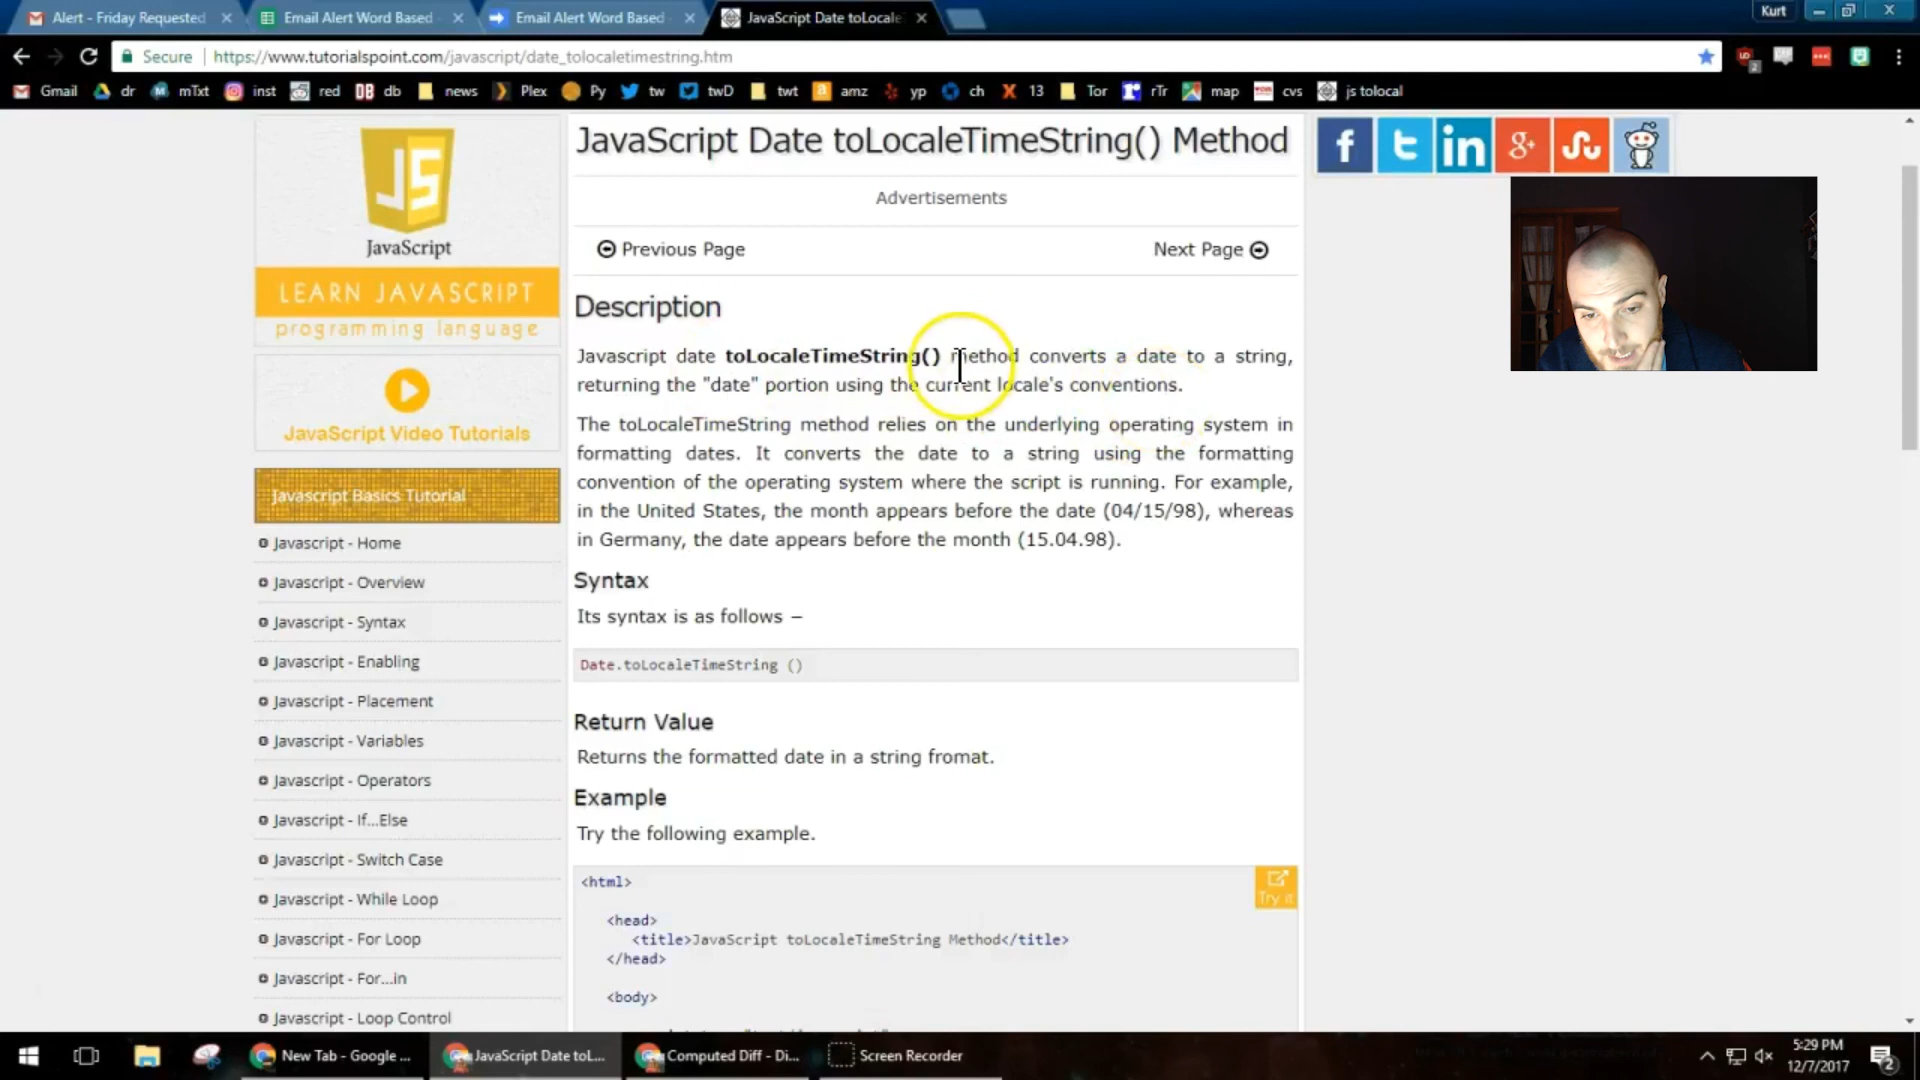 Alert - Friday Requested
Email Alert Word Based
Email Alert Word Based
JavaScript Date toLocale
Kurt
Secure
https://www.tutorialspoint.com/javascript/date_tolocaletimestring.htm
Gmail dr mTxt inst red DB db news Plex Py tw twD twt amz yp ch 13 Tor rTr map cvs js tolocal
JS
JavaScript
LEARN JAVASCRIPT
programming language
JavaScript Video Tutorials
Javascript Basics Tutorial
Javascript - Home
Javascript - Overview
Javascript - Syntax
Javascript - Enabling
Javascript - Placement
Javascript - Variables
Javascript - Operators
Javascript - If...Else
Javascript - Switch Case
Javascript - While Loop
Javascript - For Loop
Javascript - For...in
Javascript - Loop Control
JavaScript Date toLocaleTimeString() Method
Advertisements
Previous Page
Next Page
Description
Javascript date toLocaleTimeString() method converts a date to a string,
returning the "date" portion using the current locale's conventions.
The toLocaleTimeString method relies on the underlying operating system in
formatting dates. It converts the date to a string using the formatting
convention of the operating system where the script is running. For example,
in the United States, the month appears before the date (04/15/98), whereas
in Germany, the date appears before the month (15.04.98).
Syntax
Its syntax is as follows −
Date.toLocaleTimeString ()
Return Value
Returns the formatted date in a string fromat.
Example
Try the following example.
Try it
<html>
<head>
<title>JavaScript toLocaleTimeString Method</title>
</head>
<body>
New Tab - Google ...
JavaScript Date toL...
Computed Diff - Di...
Screen Recorder
5:29 PM
12/7/2017
2